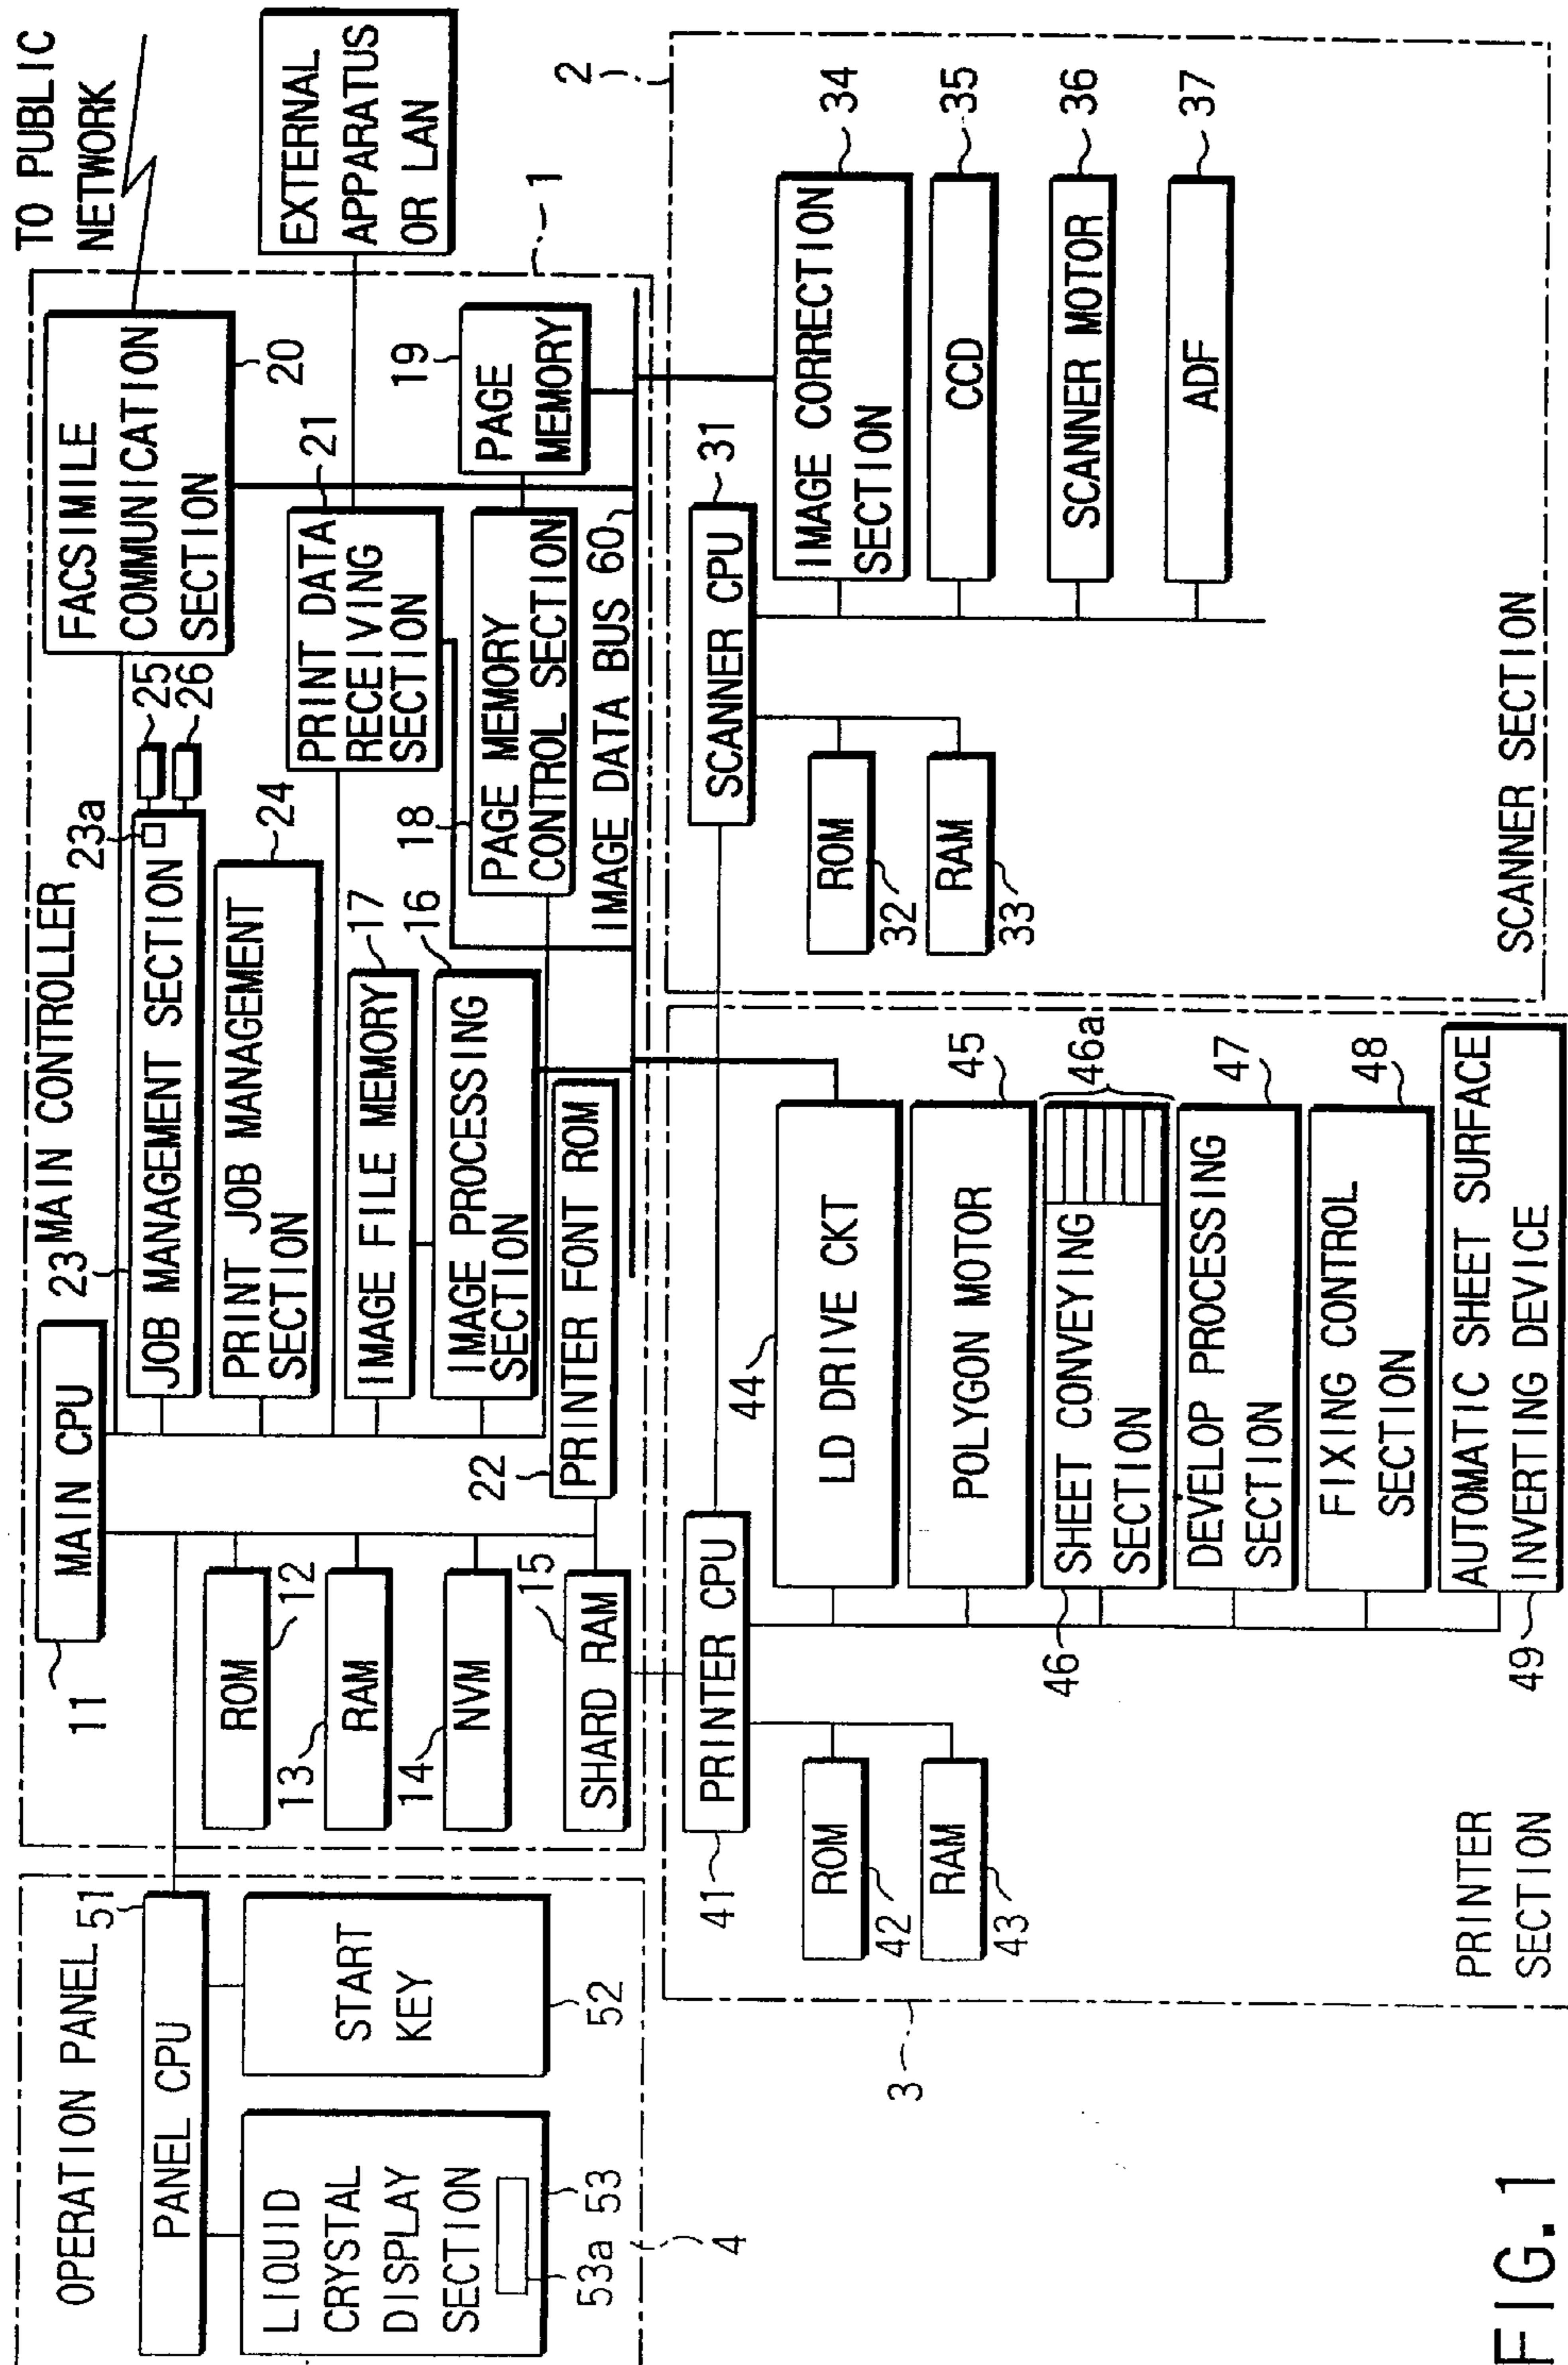 TO PUBLIC
NETWORK
EXTERNAL
APPARATUS
OR LAN
OPERATION PANEL
51
PANEL CPU
LIQUID
CRYSTAL
DISPLAY
SECTION
53
53a
START
KEY
52
4
11
MAIN CPU
23
MAIN CONTROLLER
23a
JOB MANAGEMENT SECTION
25
26
FACSIMILE
COMMUNICATION
SECTION
20
1
PRINT JOB MANAGEMENT
SECTION
24
PRINT DATA
RECEIVING
SECTION
21
ROM
12
13
RAM
14
NVM
15
SHARD RAM
IMAGE FILE MEMORY
17
IMAGE PROCESSING
SECTION
16
22
PRINTER FONT ROM
18
PAGE MEMORY
CONTROL SECTION
19
PAGE
MEMORY
IMAGE DATA BUS 60
41
PRINTER CPU
ROM
42
RAM
43
44
LD DRIVE CKT
POLYGON MOTOR
45
46
SHEET CONVEYING
SECTION
46a
DEVELOP PROCESSING
SECTION
47
FIXING CONTROL
SECTION
48
AUTOMATIC SHEET SURFACE
INVERTING DEVICE
49
PRINTER
SECTION
3
2
SCANNER CPU
31
ROM
32
RAM
33
IMAGE CORRECTION
SECTION
34
CCD
35
SCANNER MOTOR
36
ADF
37
SCANNER SECTION
FIG.1